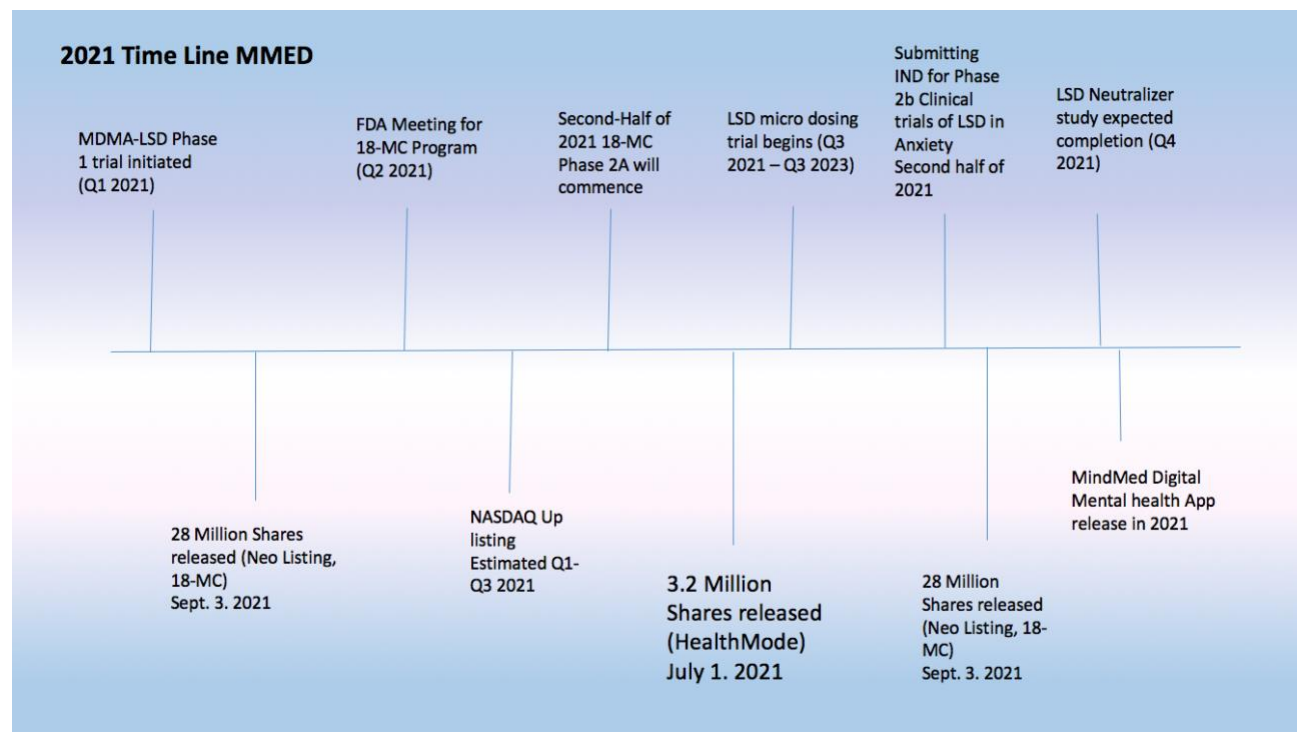 2021 Time Line MMED
MDMA-LSD Phase
1 trial initiated
(Q1 2021)
FDA Meeting for
18-MC Program
(Q2 2021)
Second-Half of
2021 18-MC
Phase 2A will
commence
LSD micro dosing
trial begins (Q3
2021 – Q3 2023)
Submitting
IND for Phase
2b Clinical
trials of LSD in
Anxiety
Second half of
2021
LSD Neutralizer
study expected
completion (Q4
2021)
28 Million Shares
released (Neo Listing,
18-MC)
Sept. 3. 2021
NASDAQ Up
listing
Estimated Q1-
Q3 2021
3.2 Million
Shares released
(HealthMode)
July 1. 2021
28 Million
Shares released
(Neo Listing, 18-
MC)
Sept. 3. 2021
MindMed Digital
Mental health App
release in 2021